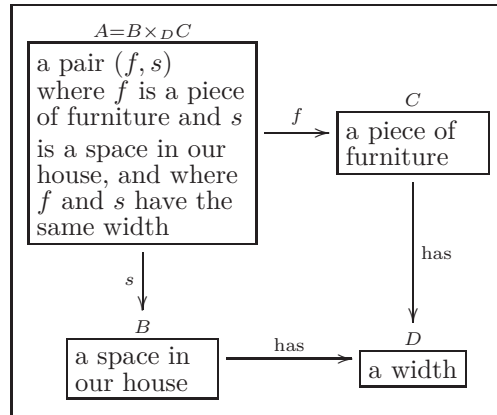 A=B×_D C
a pair (f, s)
where f is a piece
of furniture and s
is a space in our
house, and where
f and s have the
same width
f
C
a piece of
furniture
s
has
B
a space in
our house
has
D
a width